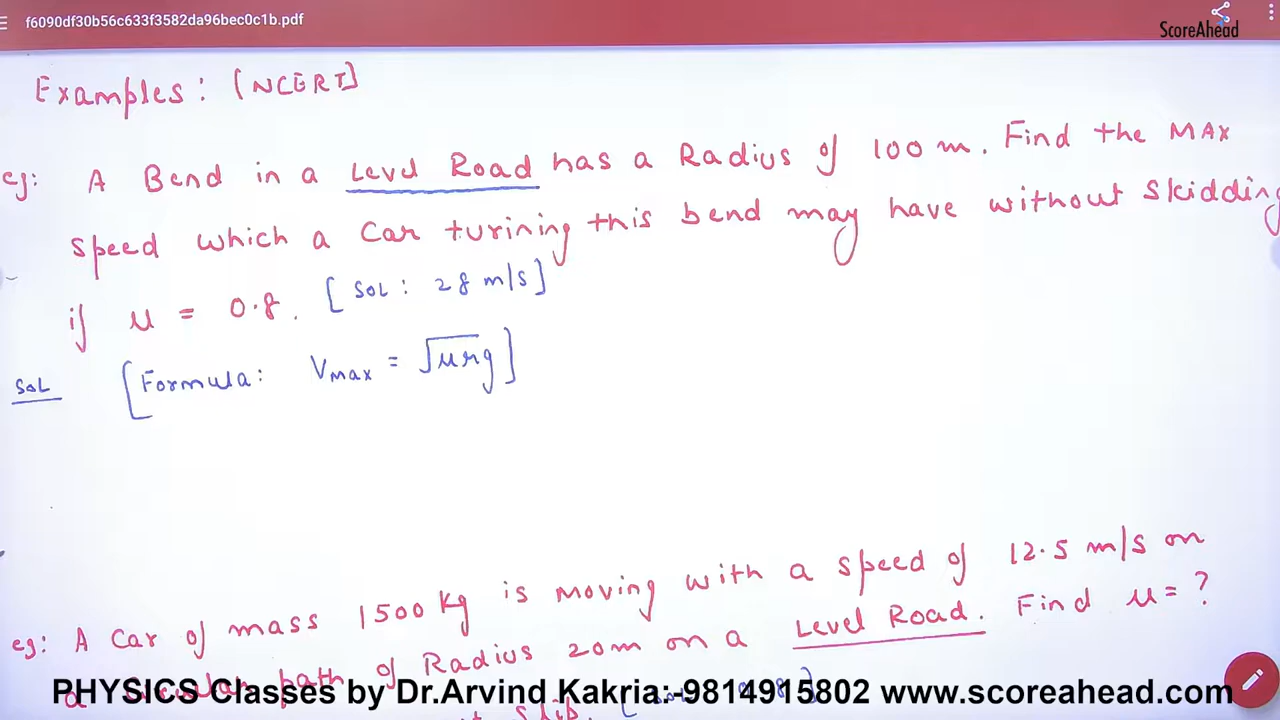 f6090df30b56c633f3582da96bec0c1b.pdf
ScoreAhead
Examples: [NCERT]
eg: A Bend in a Level Road has a Radius of 100 m. Find the MAX
speed which a car turining this bend may have without skidding
if μ = 0.8. [Sol: 28 m/s]
Sol [Formula: Vmax = √μrg]
eg: A Car of mass 1500 kg is moving with a speed of 12.5 m/s on
a circular path of Radius 20m on a Level Road. Find μ = ?
PHYSICS Classes by Dr.Arvind Kakria:-9814915802 www.scoreahead.com